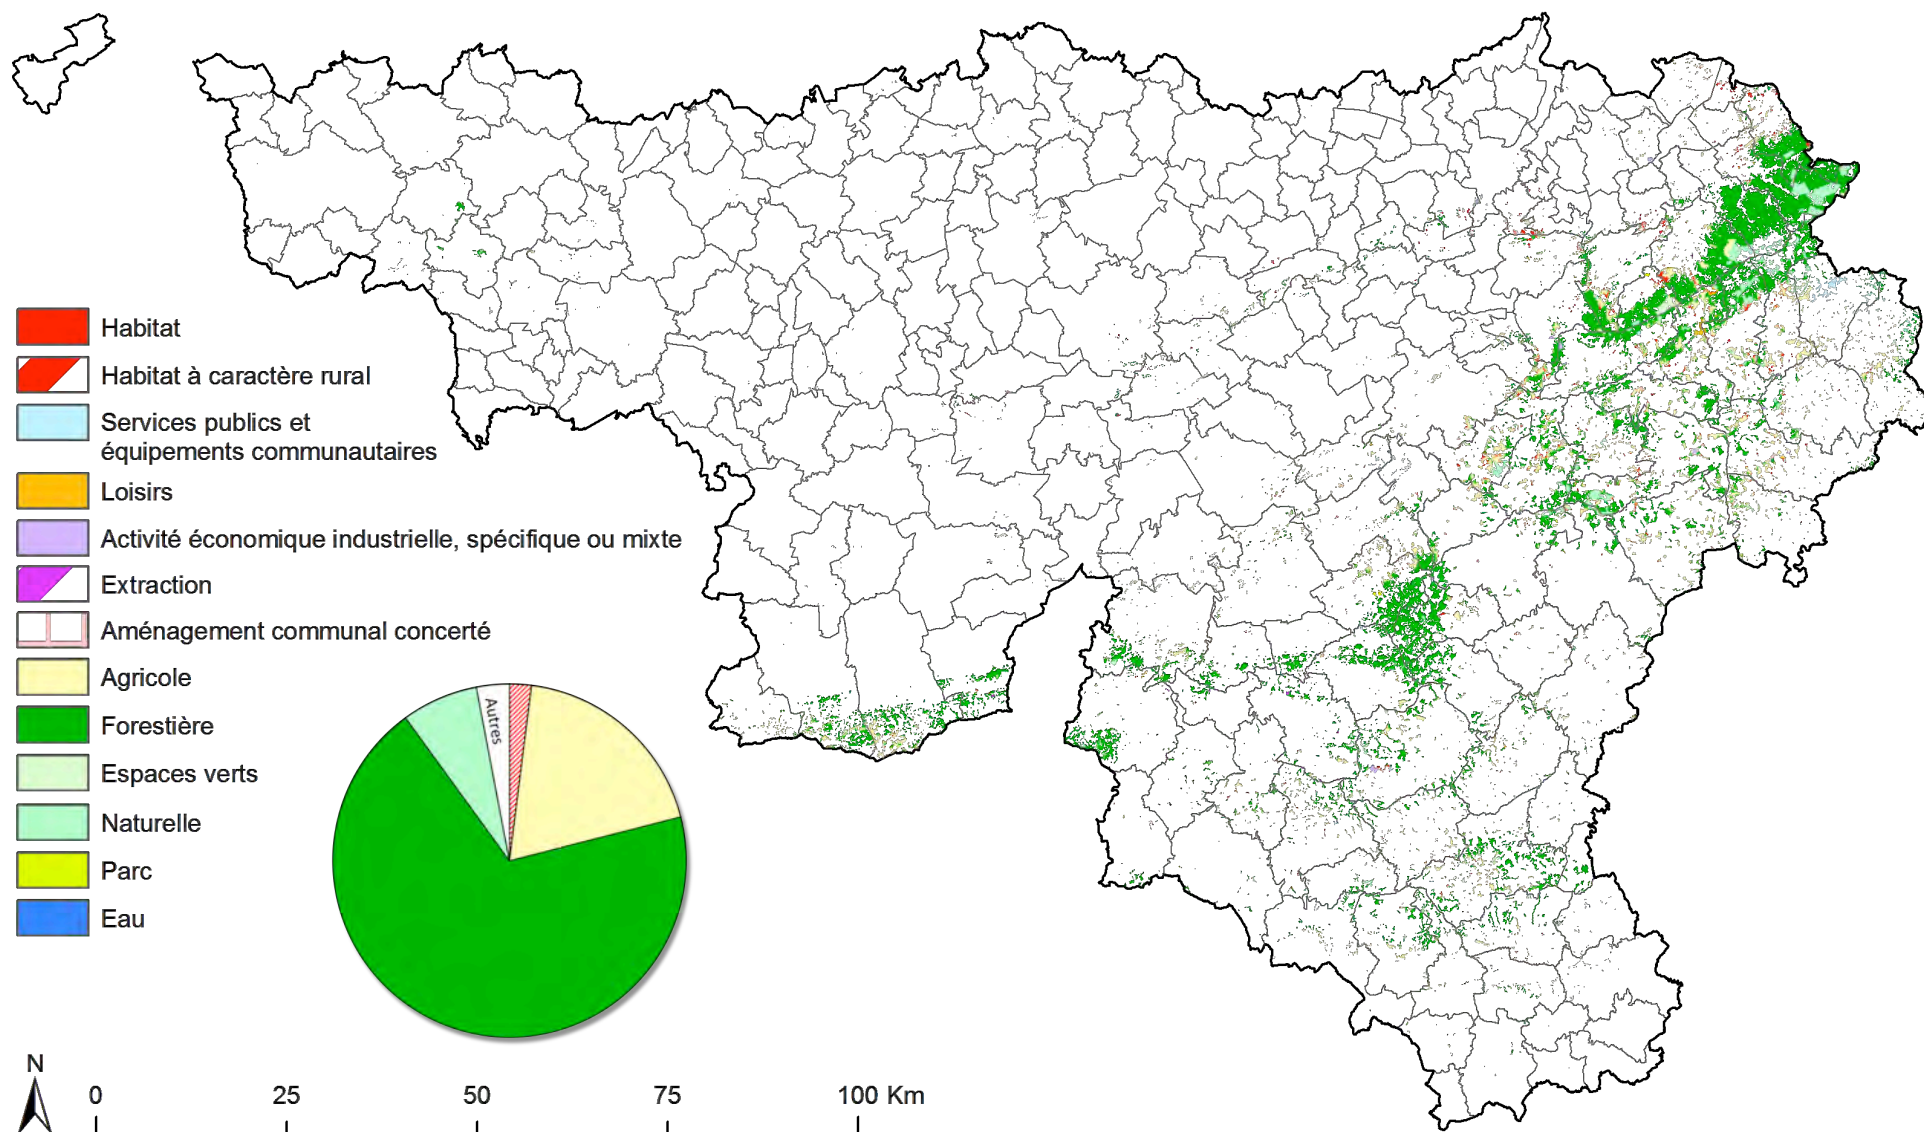 Habitat
Habitat à caractère rural
Services publics et
équipements communautaires
Loisirs
Activité économique industrielle, spécifique ou mixte
Extraction
Aménagement communal concerté
Agricole
Forestière
Espaces verts
Naturelle
Parc
Eau
Autres
N
0 25 50 75 100 Km